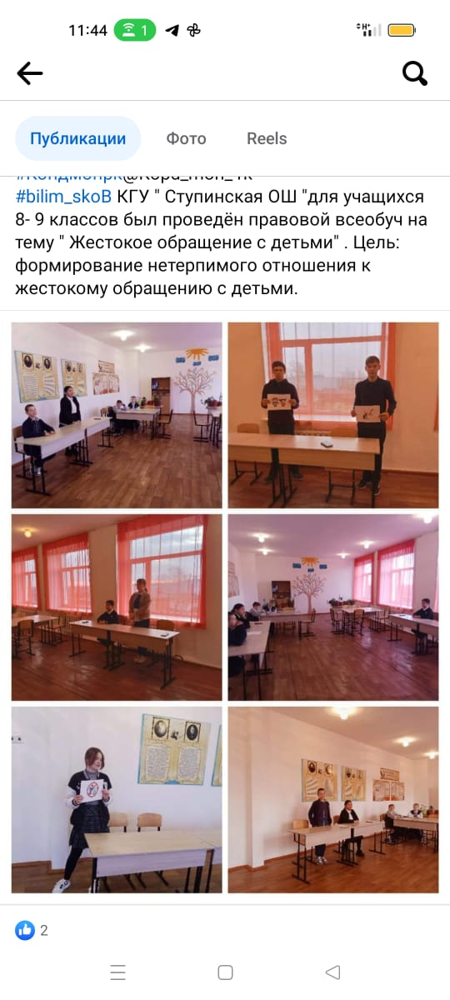 11:44
1
H+
Публикации
Фото
Reels
#bilim_skoB КГУ " Ступинская ОШ "для учащихся
8- 9 классов был проведён правовой всеобуч на
тему " Жестокое обращение с детьми" . Цель:
формирование нетерпимого отношения к
жестокому обращению с детьми.
2